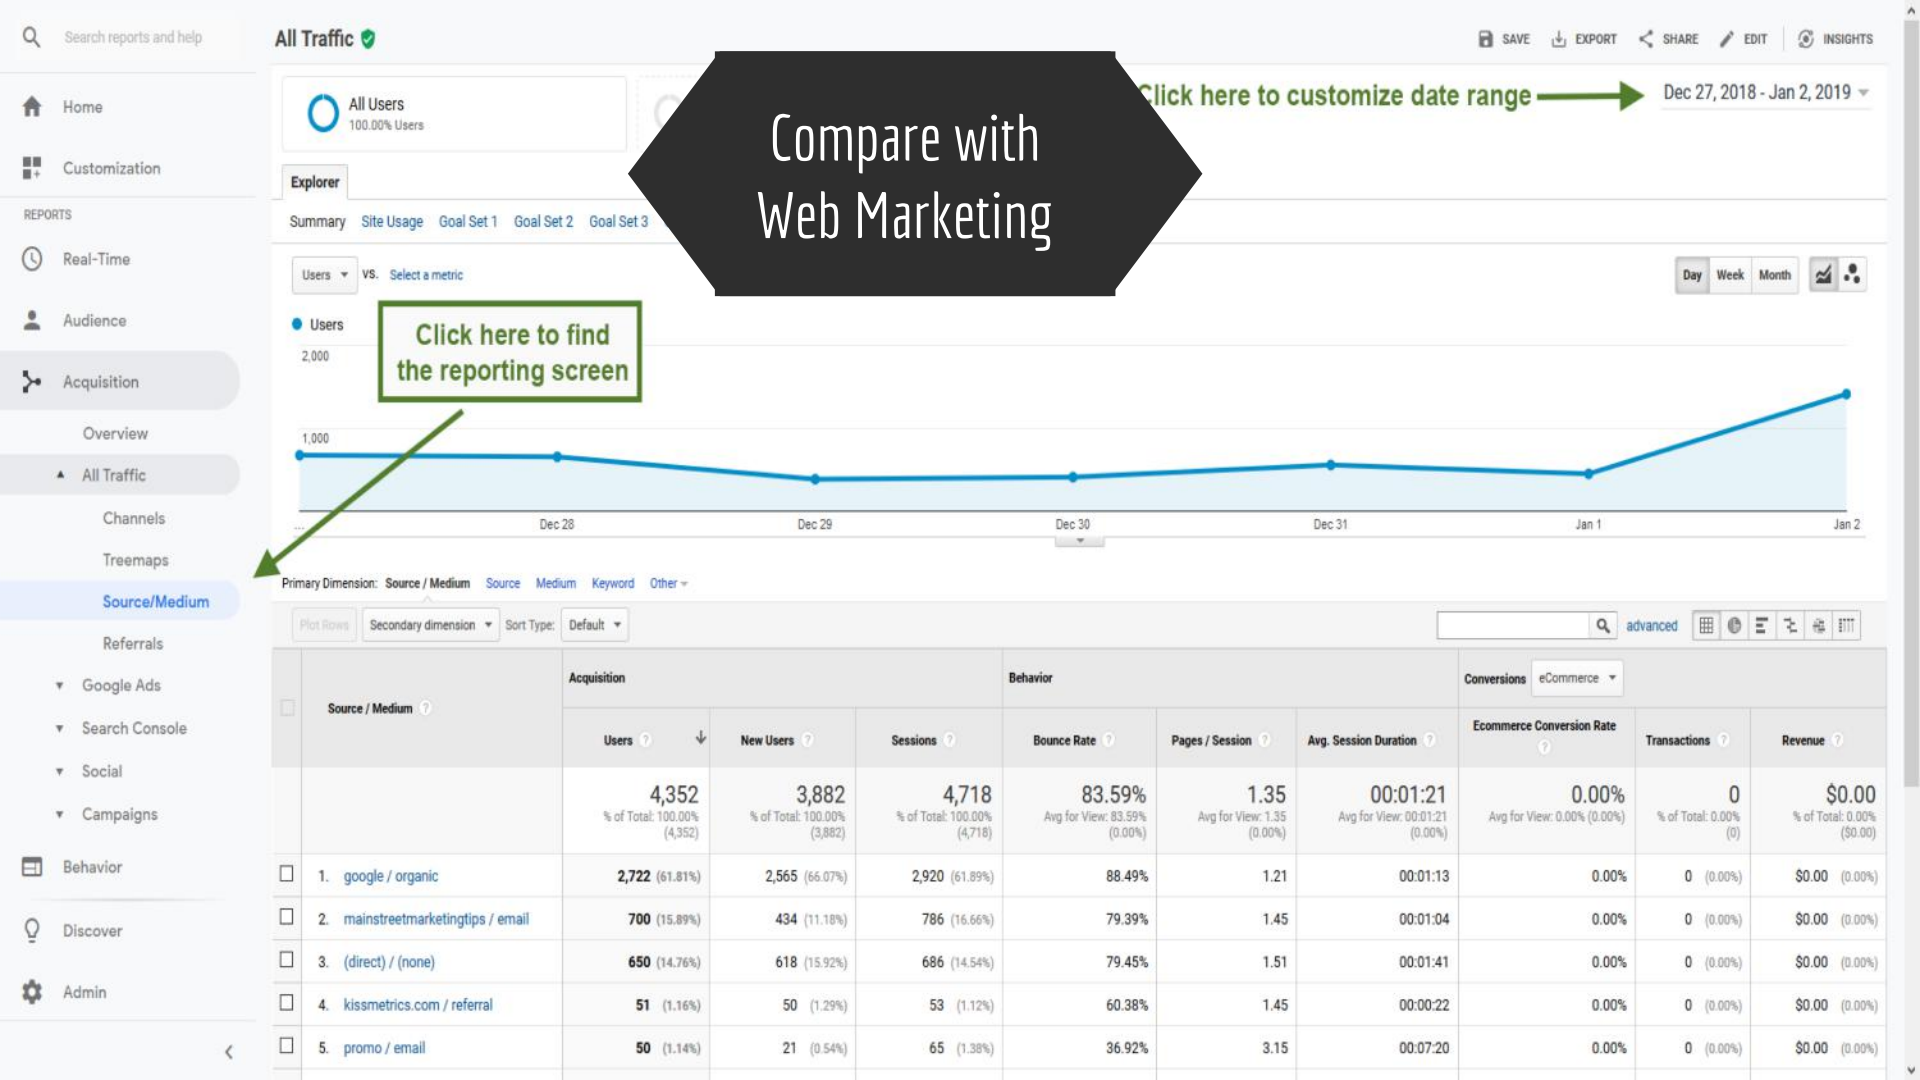 Search reports and help
All Traffic
SAVE
EXPORT
SHARE
EDIT
INSIGHTS
Home
Customization
REPORTS
Real-Time
Audience
Acquisition
Overview
All Traffic
Channels
Treemaps
Source/Medium
Referrals
Google Ads
Search Console
Social
Campaigns
Behavior
Discover
Admin
All Users
100.00% Users
Compare with
Web Marketing
lick here to customize date range
Dec 27, 2018 - Jan 2, 2019
Explorer
Summary Site Usage Goal Set 1 Goal Set 2 Goal Set 3
Users VS. Select a metric
Day Week Month
Users
Click here to find
the reporting screen
2,000
1,000
... Dec 28 Dec 29 Dec 30 Dec 31 Jan 1 Jan 2
Primary Dimension: Source / Medium Source Medium Keyword Other
Plot Rows Secondary dimension Sort Type: Default advanced
Acquisition Behavior Conversions eCommerce
Source / Medium ?
Users ? New Users ? Sessions ? Bounce Rate ? Pages / Session ? Avg. Session Duration ? Ecommerce Conversion Rate ? Transactions ? Revenue ?
4,352 3,882 4,718 83.59% 1.35 00:01:21 0.00% 0 $0.00
% of Total: 100.00% % of Total: 100.00% % of Total: 100.00% Avg for View: 83.59% Avg for View: 1.35 Avg for View: 00:01:21 Avg for View: 0.00% (0.00%) % of Total: 0.00% % of Total: 0.00%
(4,352) (3,882) (4,718) (0.00%) (0.00%) (0.00%) (0) ($0.00)
1. google / organic 2,722 (61.81%) 2,565 (66.07%) 2,920 (61.89%) 88.49% 1.21 00:01:13 0.00% 0 (0.00%) $0.00 (0.00%)
2. mainstreetmarketingtips / email 700 (15.89%) 434 (11.18%) 786 (16.66%) 79.39% 1.45 00:01:04 0.00% 0 (0.00%) $0.00 (0.00%)
3. (direct) / (none) 650 (14.76%) 618 (15.92%) 686 (14.54%) 79.45% 1.51 00:01:41 0.00% 0 (0.00%) $0.00 (0.00%)
4. kissmetrics.com / referral 51 (1.16%) 50 (1.29%) 53 (1.12%) 60.38% 1.45 00:00:22 0.00% 0 (0.00%) $0.00 (0.00%)
5. promo / email 50 (1.14%) 21 (0.54%) 65 (1.38%) 36.92% 3.15 00:07:20 0.00% 0 (0.00%) $0.00 (0.00%)